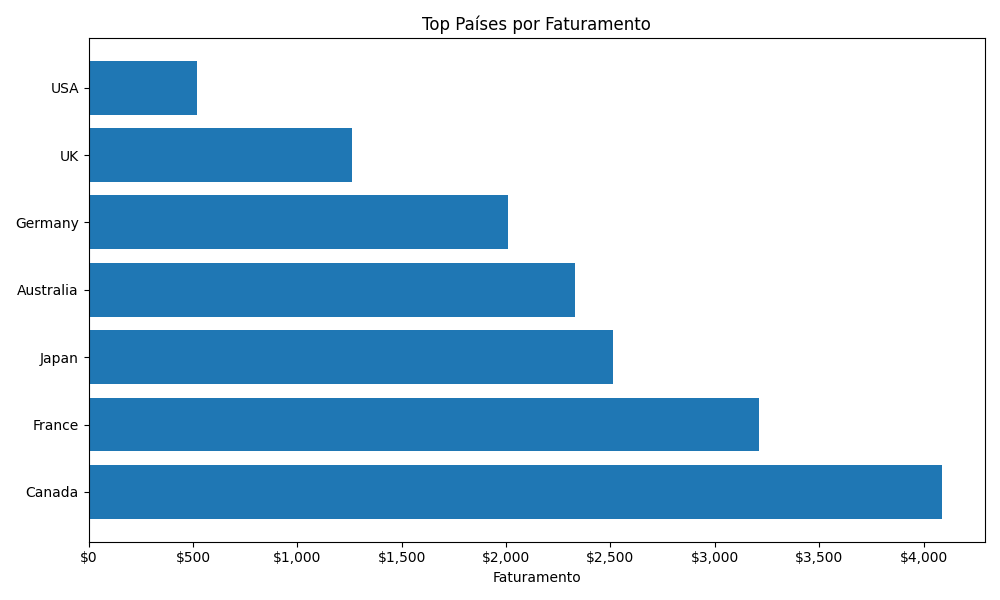 Top Países por Faturamento
USA
UK
Germany
Australia
Japan
France
Canada
$0 $500 $1,000 $1,500 $2,000 $2,500 $3,000 $3,500 $4,000
Faturamento